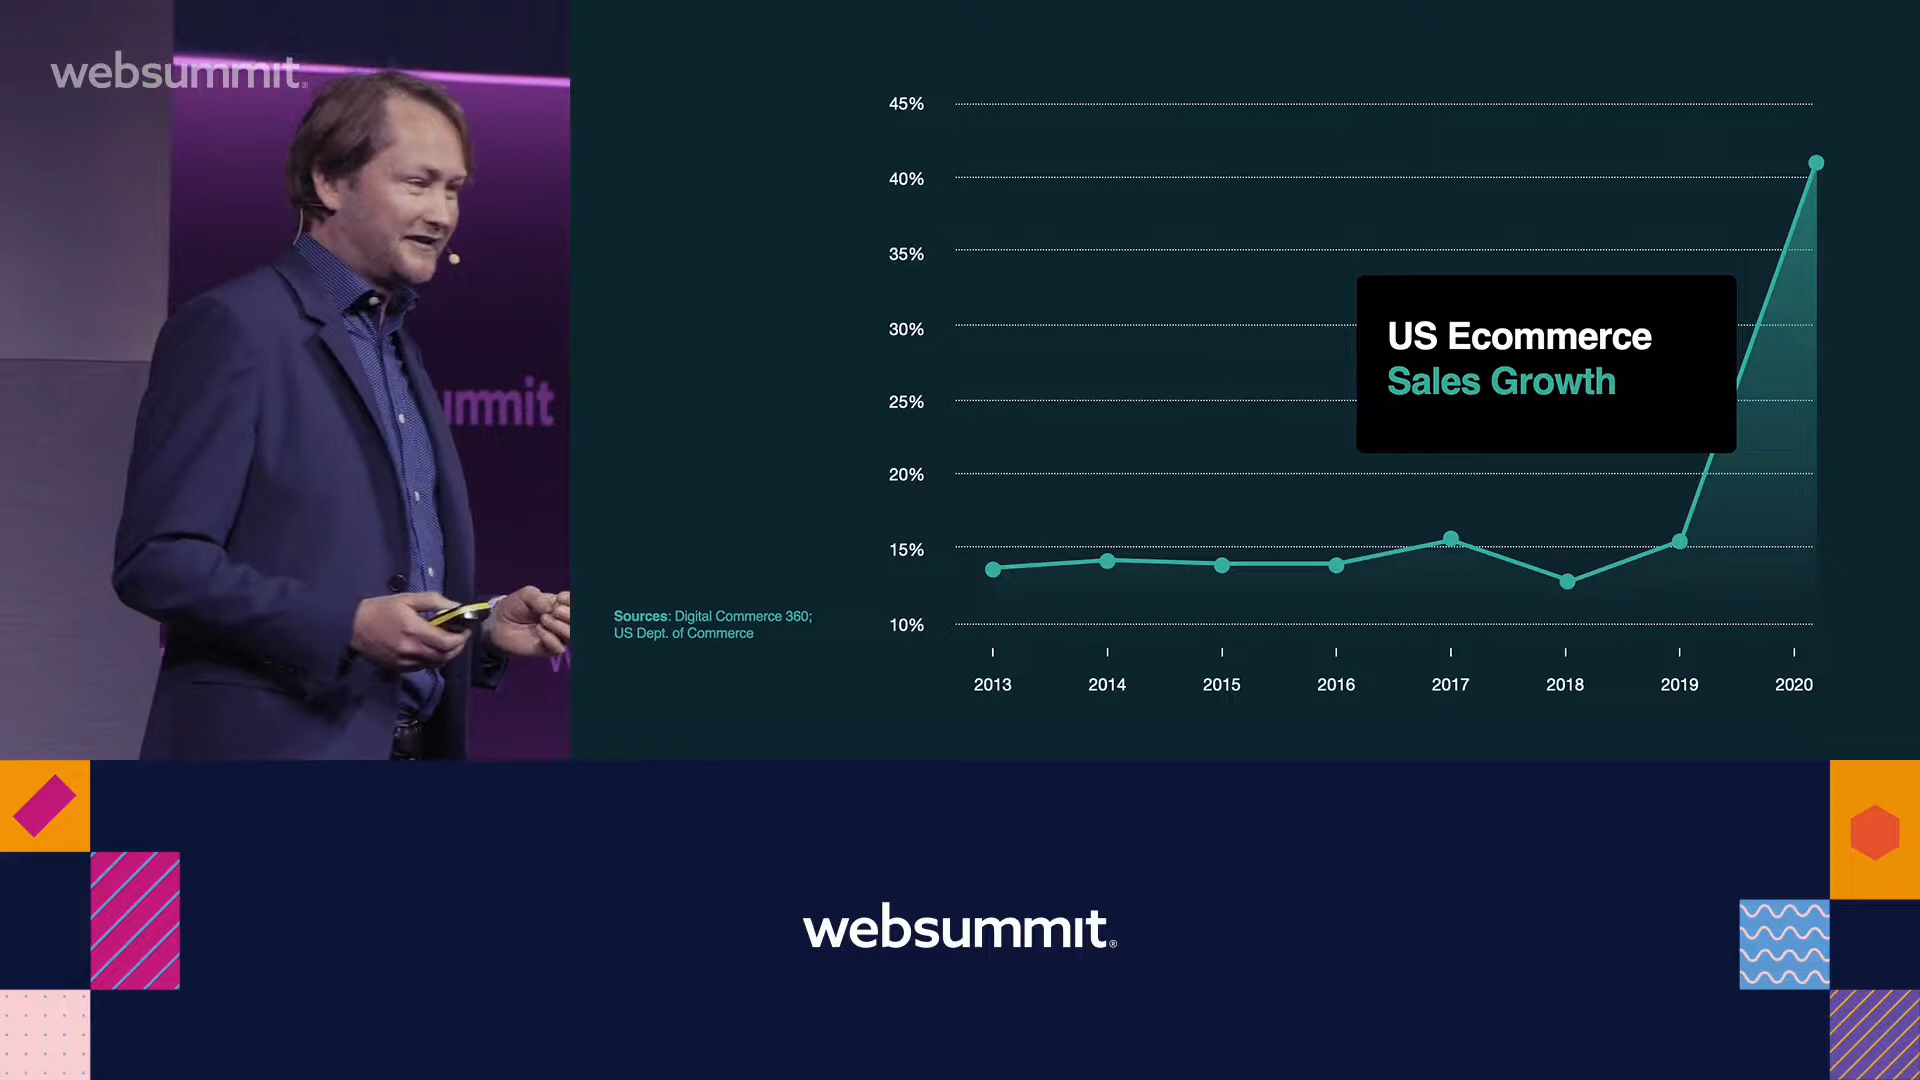 websummit®
ummit
w
45%
40%
35%
30%
25%
20%
15%
10%
US Ecommerce
Sales Growth
Sources: Digital Commerce 360;
US Dept. of Commerce
2013 2014 2015 2016 2017 2018 2019 2020
websummit®